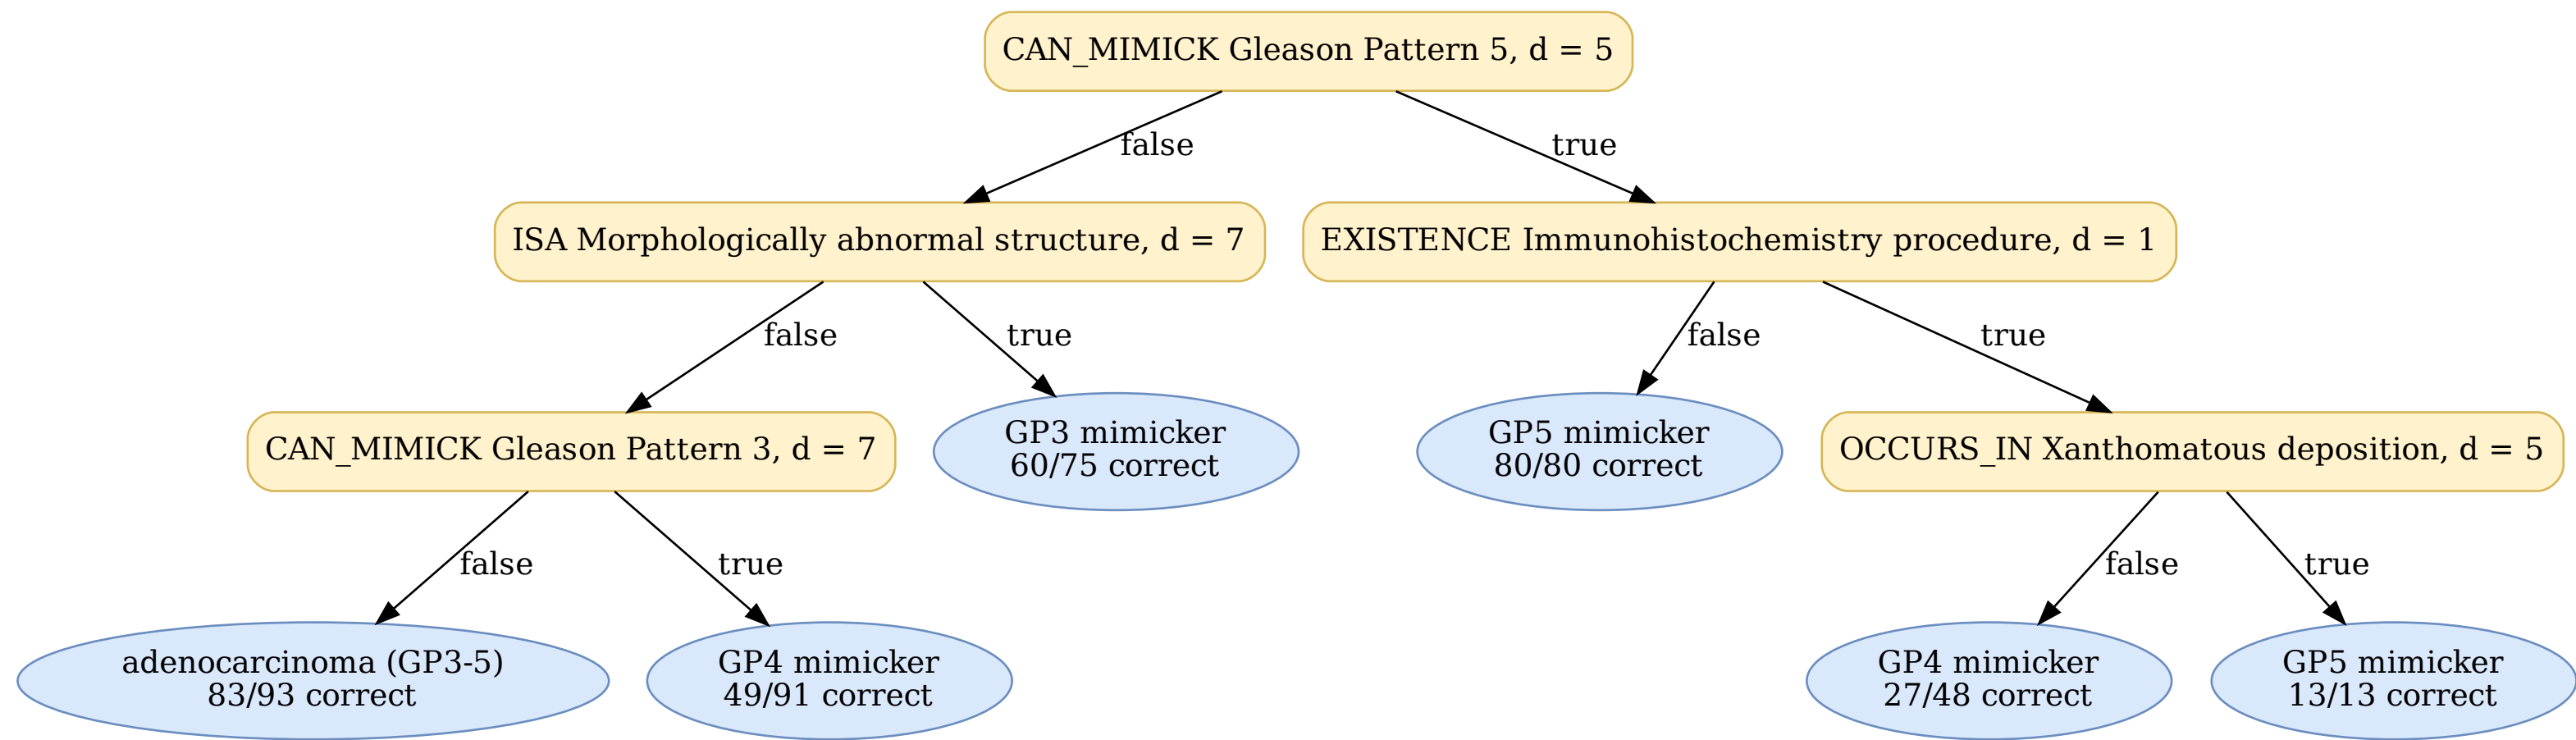 CAN_MIMICK Gleason Pattern 5, d = 5
false
true
ISA Morphologically abnormal structure, d = 7
EXISTENCE Immunohistochemistry procedure, d = 1
false
true
false
true
CAN_MIMICK Gleason Pattern 3, d = 7
GP3 mimicker
60/75 correct
GP5 mimicker
80/80 correct
OCCURS_IN Xanthomatous deposition, d = 5
false
true
false
true
adenocarcinoma (GP3-5)
83/93 correct
GP4 mimicker
49/91 correct
GP4 mimicker
27/48 correct
GP5 mimicker
13/13 correct